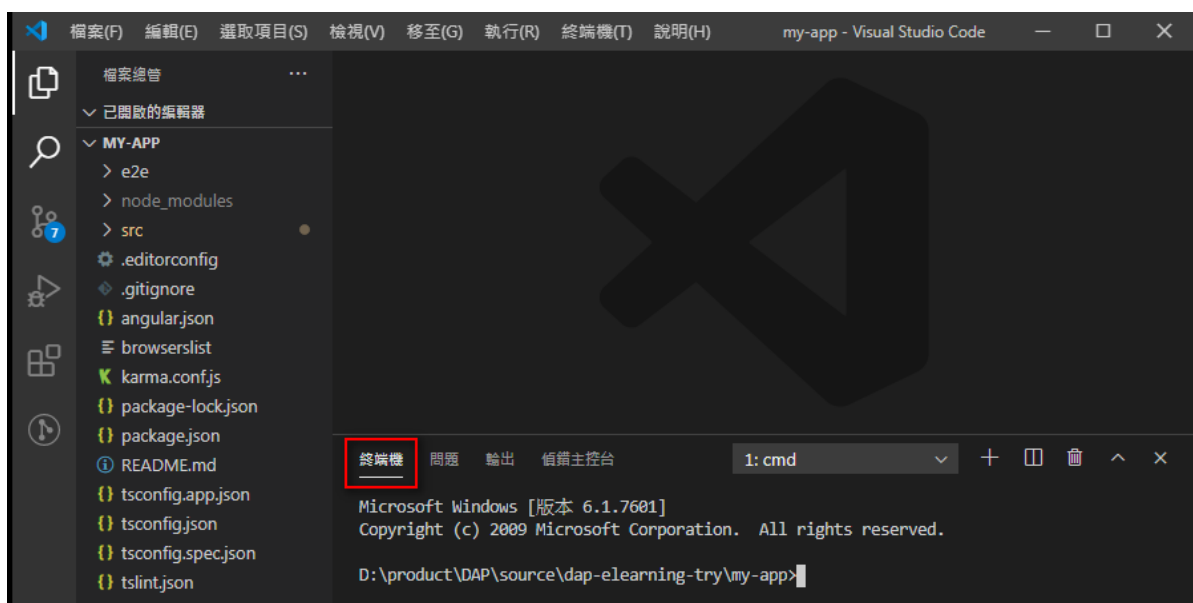 檔案(F) 編輯(E) 選取項目(S) 檢視(V) 移至(G) 執行(R) 終端機(T) 說明(H) my-app - Visual Studio Code
檔案總管 ···
已開啟的編輯器
MY-APP
e2e
node_modules
src
.editorconfig
.gitignore
{} angular.json
browserslist
K karma.conf.js
{} package-lock.json
{} package.json
README.md
{} tsconfig.app.json
{} tsconfig.json
{} tsconfig.spec.json
{} tslint.json
7
終端機 問題 輸出 偵錯主控台 1: cmd
Microsoft Windows [版本 6.1.7601]
Copyright (c) 2009 Microsoft Corporation. All rights reserved.
D:\product\DAP\source\dap-elearning-try\my-app>